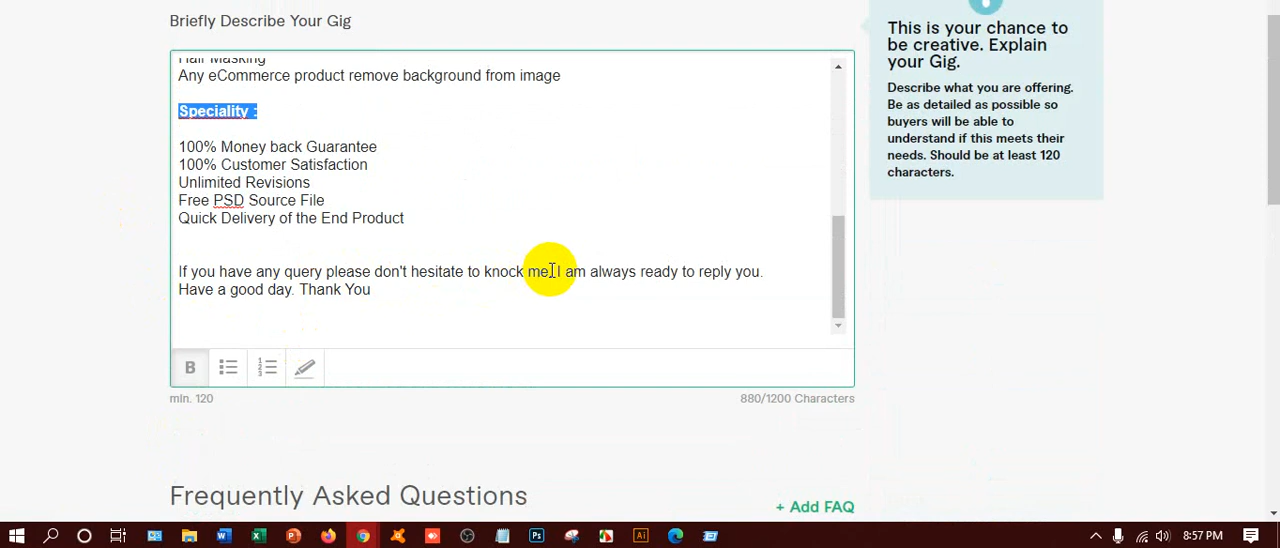 Briefly Describe Your Gig
Hair Masking
Any eCommerce product remove background from image
Speciality :
100% Money back Guarantee
100% Customer Satisfaction
Unlimited Revisions
Free PSD Source File
Quick Delivery of the End Product
If you have any query please don't hesitate to knock me. I am always ready to reply you.
Have a good day. Thank You
B
min. 120
880/1200 Characters
This is your chance to
be creative. Explain
your Gig.
Describe what you are offering.
Be as detailed as possible so
buyers will be able to
understand if this meets their
needs. Should be at least 120
characters.
Frequently Asked Questions
+ Add FAQ
8:57 PM